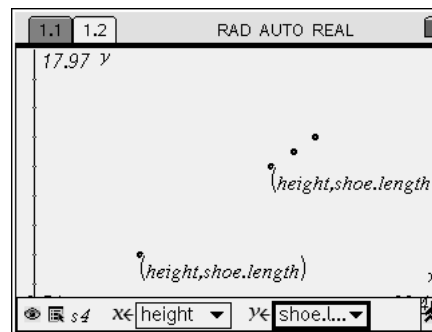 1.1 1.2 RAD AUTO REAL
17.97 y
(height,shoe.length
(height,shoe.length)
s4 x← height y← shoe.l...